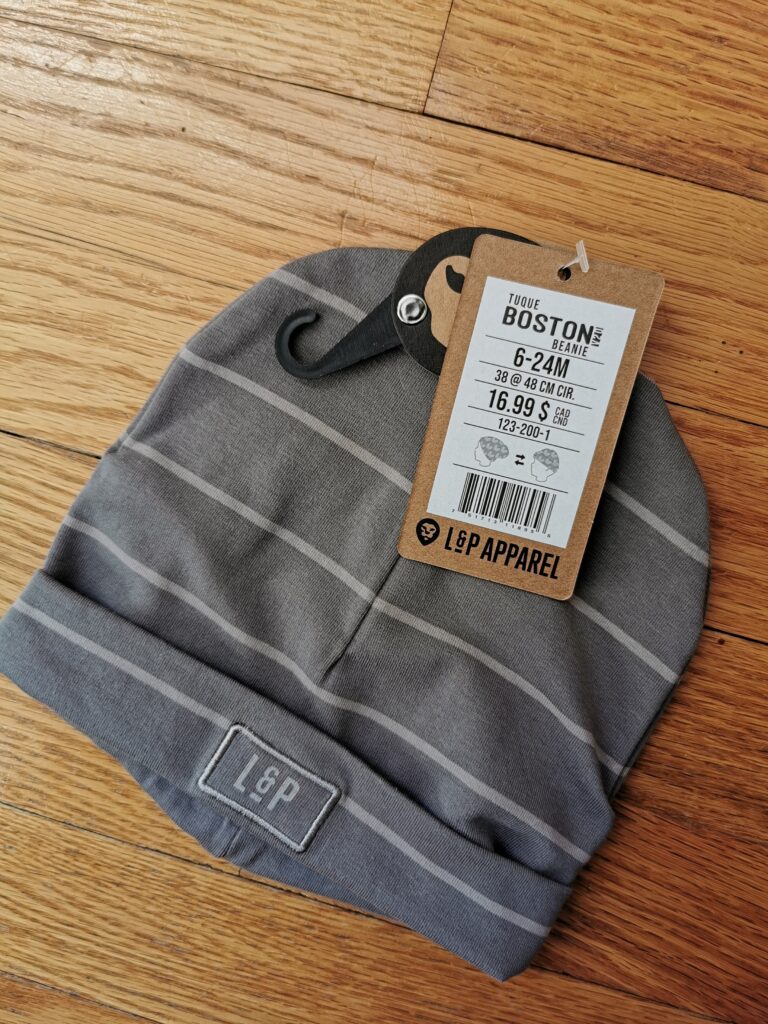 TUQUE
BOSTON
BEANIE
6-24M
38 @ 48 CM CIR.
16.99 $ CAD
CND
123-200-1
L&P APPAREL
L&P